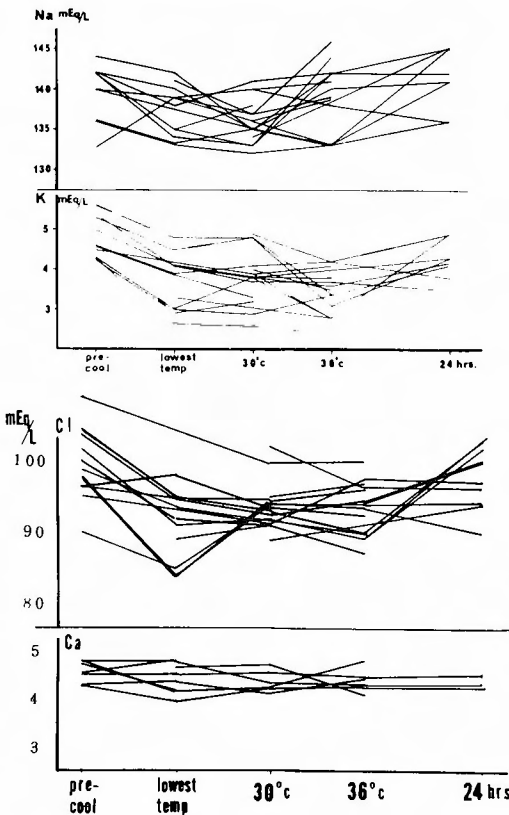 Na mEq/L
145
140
135
130
K mEq/L
5
4
3
pre-cool lowest temp 30°c 36°c 24 hrs.
mEq/L Cl
100
90
80
Ca
5
4
3
pre-cool lowest temp 30°c 36°c 24 hrs